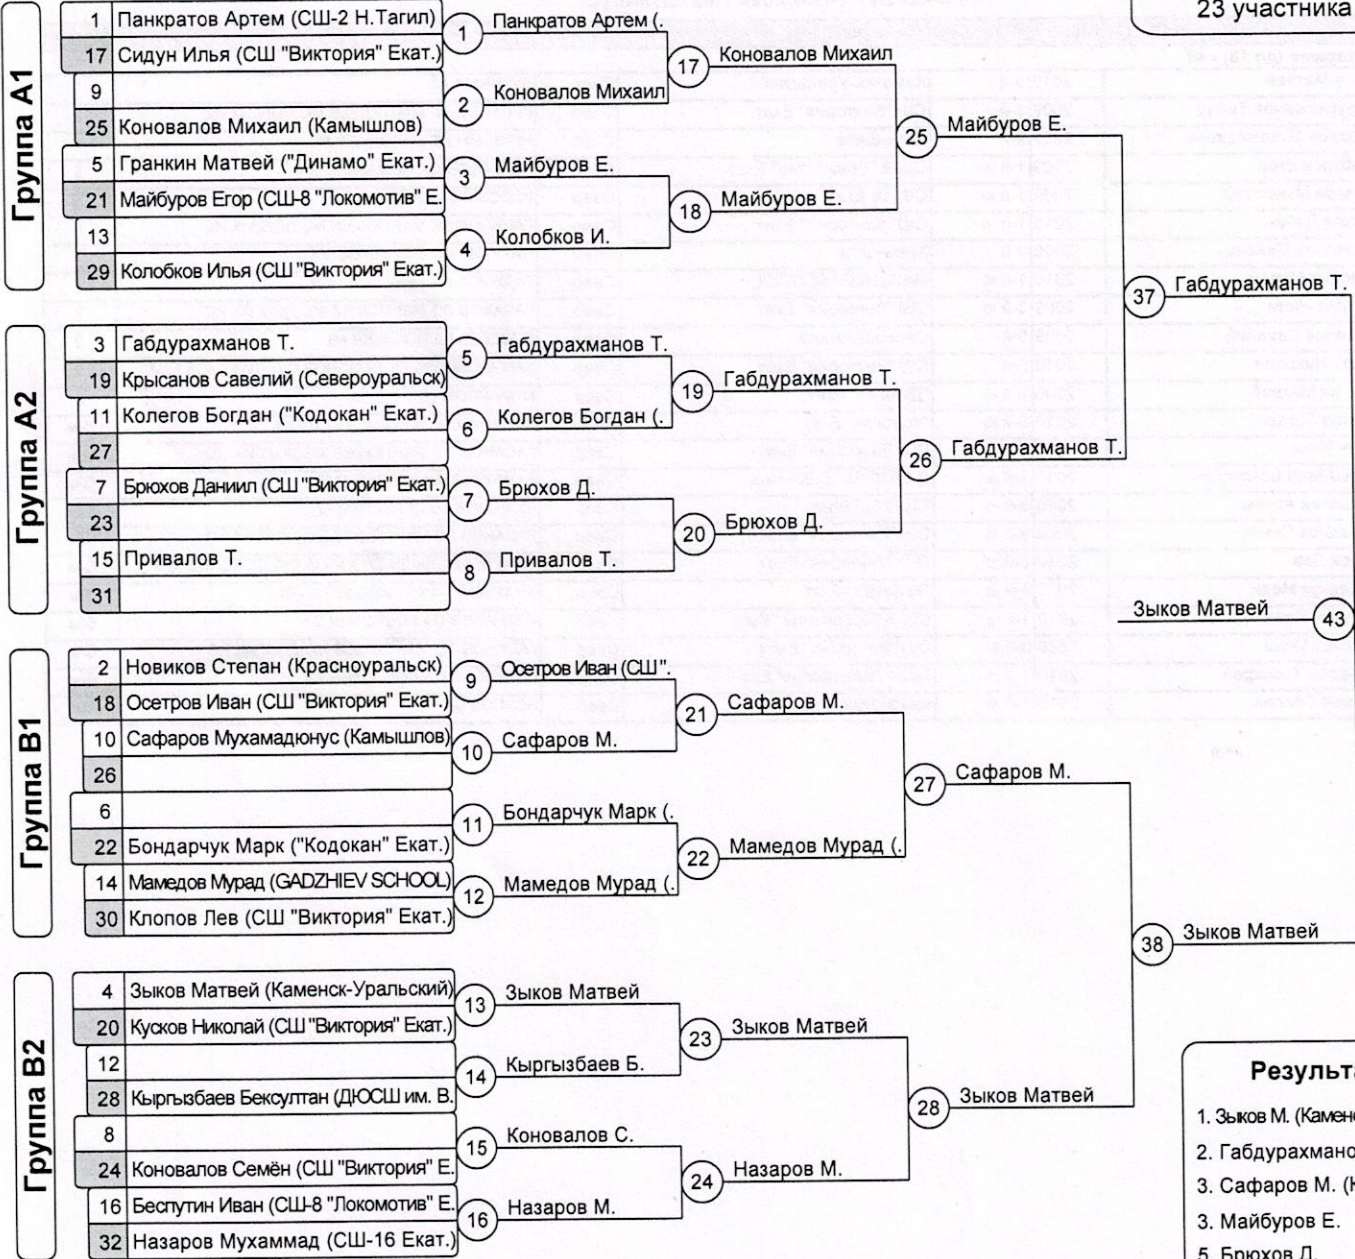 23 участника
Группа A1
1 Панкратов Артем (СШ-2 Н.Тагил)
17 Сидун Илья (СШ "Виктория" Екат.)
9
25 Коновалов Михаил (Камышлов)
5 Гранкин Матвей ("Динамо" Екат.)
21 Майбуров Егор (СШ-8 "Локомотив" Е.
13
29 Колобков Илья (СШ "Виктория" Екат.)
1 Панкратов Артем (.
2 Коновалов Михаил
3 Майбуров Е.
4 Колобков И.
17 Коновалов Михаил
18 Майбуров Е.
25 Майбуров Е.
Группа A2
3 Габдурахманов Т.
19 Крысанов Савелий (Североуральск)
11 Колегов Богдан ("Кодокан" Екат.)
27
7 Брюхов Даниил (СШ "Виктория" Екат.)
23
15 Привалов Т.
31
5 Габдурахманов Т.
6 Колегов Богдан (.
7 Брюхов Д.
8 Привалов Т.
19 Габдурахманов Т.
20 Брюхов Д.
26 Габдурахманов Т.
37 Габдурахманов Т.
Зыков Матвей 43
Группа B1
2 Новиков Степан (Красноуральск)
18 Осетров Иван (СШ "Виктория" Екат.)
10 Сафаров Мухамадюнус (Камышлов)
26
6
22 Бондарчук Марк ("Кодокан" Екат.)
14 Мамедов Мурад (GADZHIEV SCHOOL)
30 Клопов Лев (СШ "Виктория" Екат.)
9 Осетров Иван (СШ ".
10 Сафаров М.
11 Бондарчук Марк (.
12 Мамедов Мурад (.
21 Сафаров М.
22 Мамедов Мурад (.
27 Сафаров М.
Группа B2
4 Зыков Матвей (Каменск-Уральский)
20 Кусков Николай (СШ "Виктория" Екат.)
12
28 Кыргызбаев Бексултан (ДЮСШ им. В.
8
24 Коновалов Семён (СШ "Виктория" Е.
16 Беспутин Иван (СШ-8 "Локомотив" Е.
32 Назаров Мухаммад (СШ-16 Екат.)
13 Зыков Матвей
14 Кыргызбаев Б.
15 Коновалов С.
16 Назаров М.
23 Зыков Матвей
24 Назаров М.
28 Зыков Матвей
38 Зыков Матвей
Результа
1. Зыков М. (Каменс
2. Габдурахмано
3. Сафаров М. (К
3. Майбуров Е.
5. Брюхов Д.